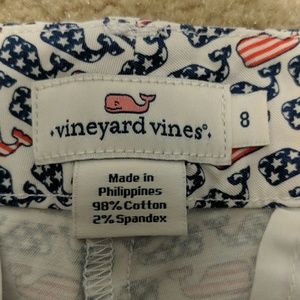 vineyard vines®
8
Made in
Philippines
98% Cotton
2% Spandex